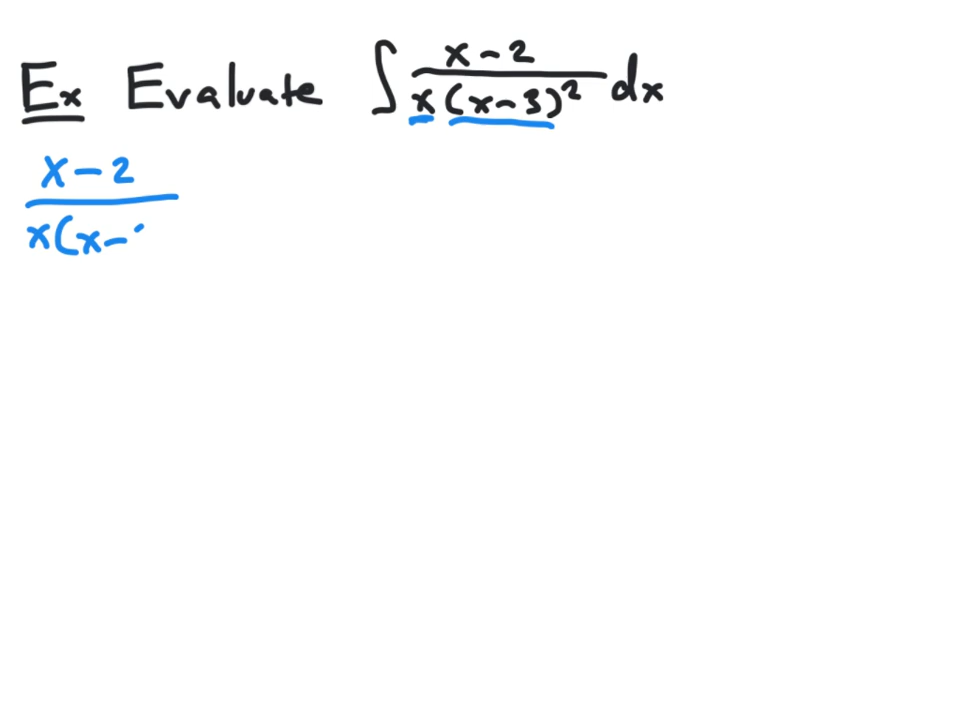 Ex Evaluate ∫ x-2 / x(x-3)² dx
x-2 / x(x-